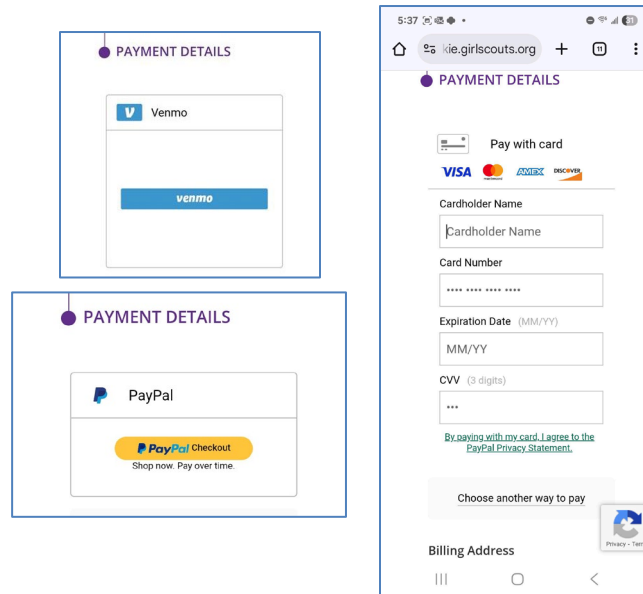 PAYMENT DETAILS
Venmo
venmo
PAYMENT DETAILS
PayPal
PayPal Checkout
Shop now. Pay over time.
5:37
31
kie.girlscouts.org
11
PAYMENT DETAILS
Pay with card
VISA
AMEX
DISCOVER
Cardholder Name
Cardholder Name
Card Number
•••• •••• •••• ••••
Expiration Date (MM/YY)
MM/YY
CVV (3 digits)
•••
By paying with my card, I agree to the
PayPal Privacy Statement.
Choose another way to pay
Privacy - Term
Billing Address